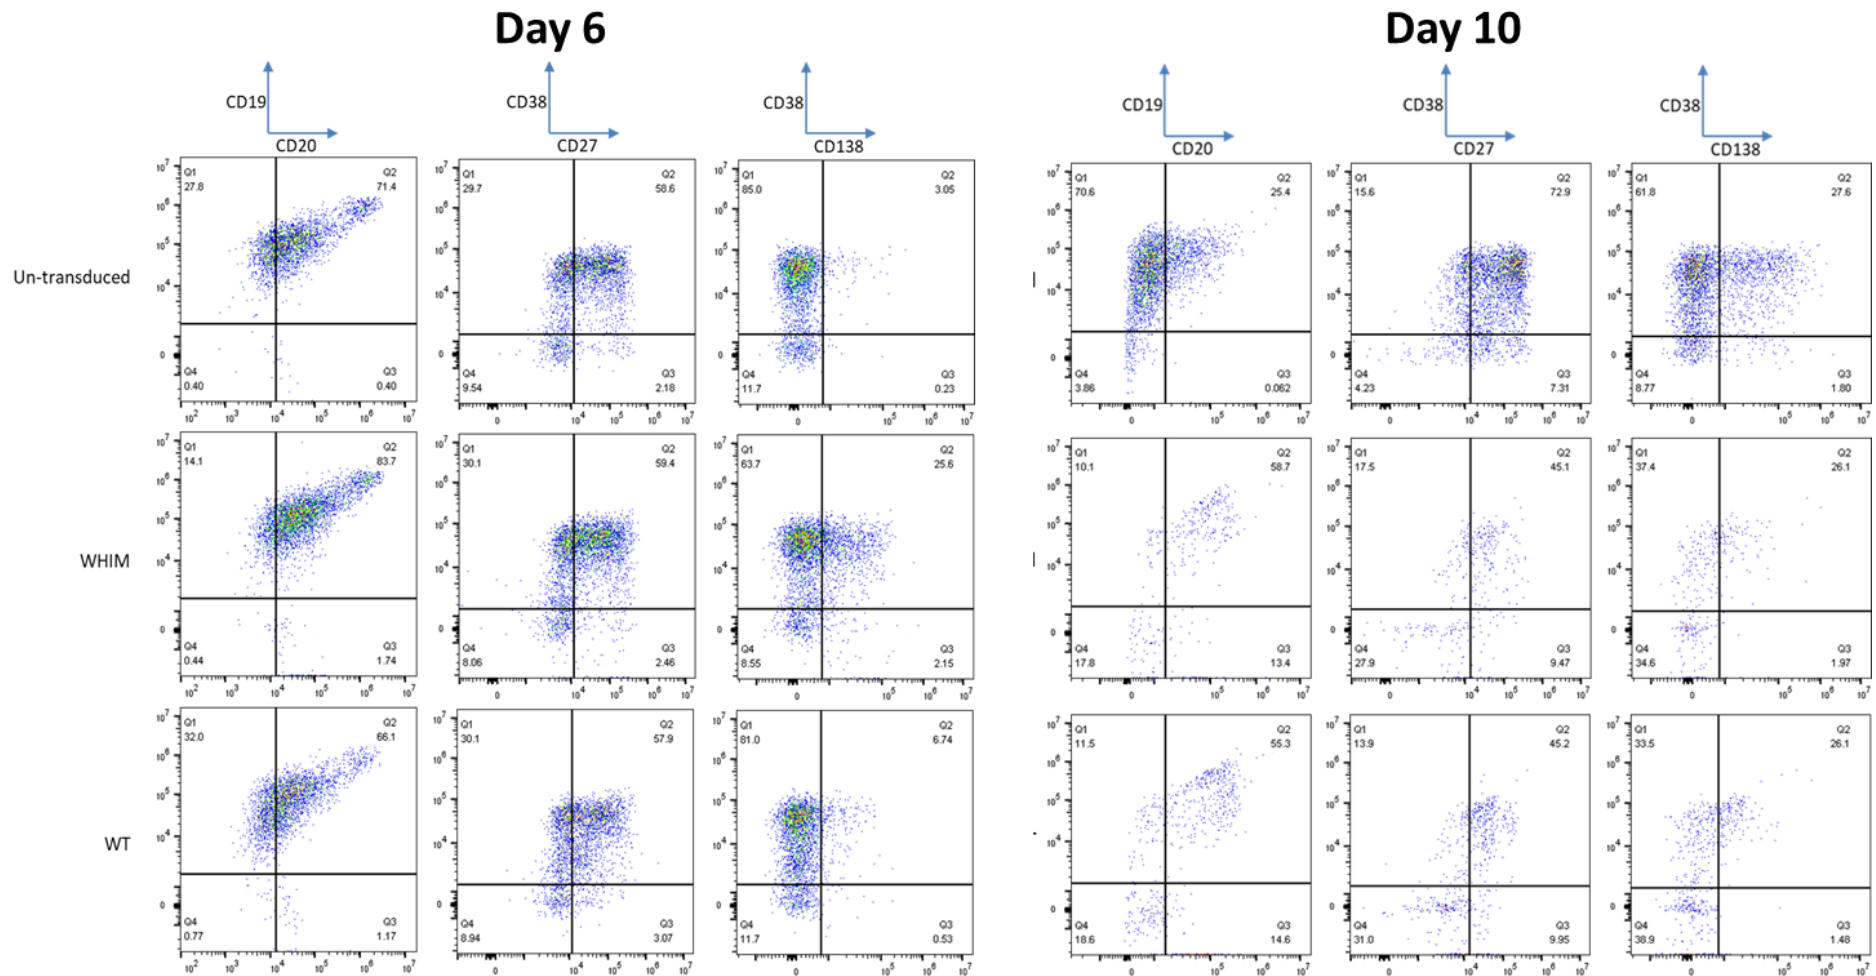 Day 6
Day 10
CD19
CD20
CD38
CD27
CD38
CD138
CD19
CD20
CD38
CD27
CD38
CD138
Un-transduced
Q1 27.8
Q2 71.4
Q4 0.40
Q3 0.40
Q1 29.7
Q2 58.6
Q4 9.54
Q3 2.18
Q1 85.0
Q2 3.05
Q4 11.7
Q3 0.23
Q1 70.6
Q2 25.4
Q4 3.86
Q3 0.062
Q1 15.6
Q2 72.9
Q4 4.23
Q3 7.31
Q1 61.8
Q2 27.6
Q4 8.77
Q3 1.80
WHIM
Q1 14.1
Q2 83.7
Q4 0.44
Q3 1.74
Q1 30.1
Q2 59.4
Q4 8.06
Q3 2.46
Q1 63.7
Q2 25.6
Q4 8.55
Q3 2.15
Q1 10.1
Q2 58.7
Q4 17.8
Q3 13.4
Q1 17.5
Q2 45.1
Q4 27.9
Q3 9.47
Q1 37.4
Q2 26.1
Q4 34.6
Q3 1.97
WT
Q1 32.0
Q2 66.1
Q4 0.77
Q3 1.17
Q1 30.1
Q2 57.9
Q4 8.94
Q3 3.07
Q1 81.0
Q2 6.74
Q4 11.7
Q3 0.53
Q1 11.5
Q2 55.3
Q4 18.6
Q3 14.6
Q1 13.9
Q2 45.2
Q4 31.0
Q3 9.95
Q1 33.5
Q2 26.1
Q4 38.9
Q3 1.48